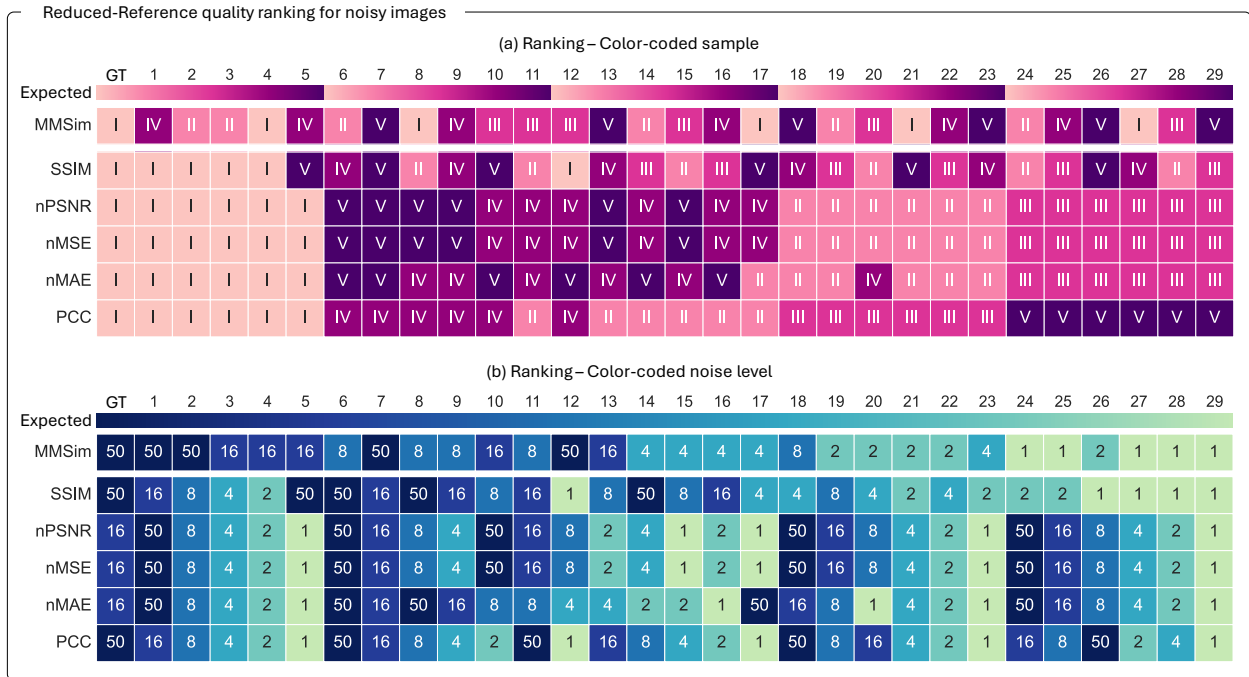 Reduced-Reference quality ranking for noisy images
(a) Ranking – Color-coded sample
GT 1 2 3 4 5 6 7 8 9 10 11 12 13 14 15 16 17 18 19 20 21 22 23 24 25 26 27 28 29
Expected
MMSim I IV II II I IV II V I IV III III III V II III IV I V II III I IV V II IV V I III V
SSIM I I I I I V IV V II IV V II I IV III II III V IV III II V III IV II III V IV II III
nPSNR I I I I I I V V V V IV IV IV V IV V IV IV II II II II II II III III III III III III
nMSE I I I I I I V V V V IV IV IV V IV V IV IV II II II II II II III III III III III III
nMAE I I I I I I V V IV IV V IV V IV V IV V II II II IV II II II III III III III III III
PCC I I I I I I IV IV IV IV IV II IV II II II II II III III III III III III V V V V V V
(b) Ranking – Color-coded noise level
GT 1 2 3 4 5 6 7 8 9 10 11 12 13 14 15 16 17 18 19 20 21 22 23 24 25 26 27 28 29
Expected
MMSim 50 50 50 16 16 16 8 50 8 8 16 8 50 16 4 4 4 4 8 2 2 2 2 4 1 1 2 1 1 1
SSIM 50 16 8 4 2 50 50 16 50 16 8 16 1 8 50 8 16 4 4 8 4 2 4 2 2 2 1 1 1 1
nPSNR 16 50 8 4 2 1 50 16 8 4 50 16 8 2 4 1 2 1 50 16 8 4 2 1 50 16 8 4 2 1
nMSE 16 50 8 4 2 1 50 16 8 4 50 16 8 2 4 1 2 1 50 16 8 4 2 1 50 16 8 4 2 1
nMAE 16 50 8 4 2 1 50 16 50 16 8 8 4 4 2 2 1 50 16 8 1 4 2 1 50 16 8 4 2 1
PCC 50 16 8 4 2 1 50 16 8 4 2 50 1 16 8 4 2 1 50 8 16 4 2 1 16 8 50 2 4 1